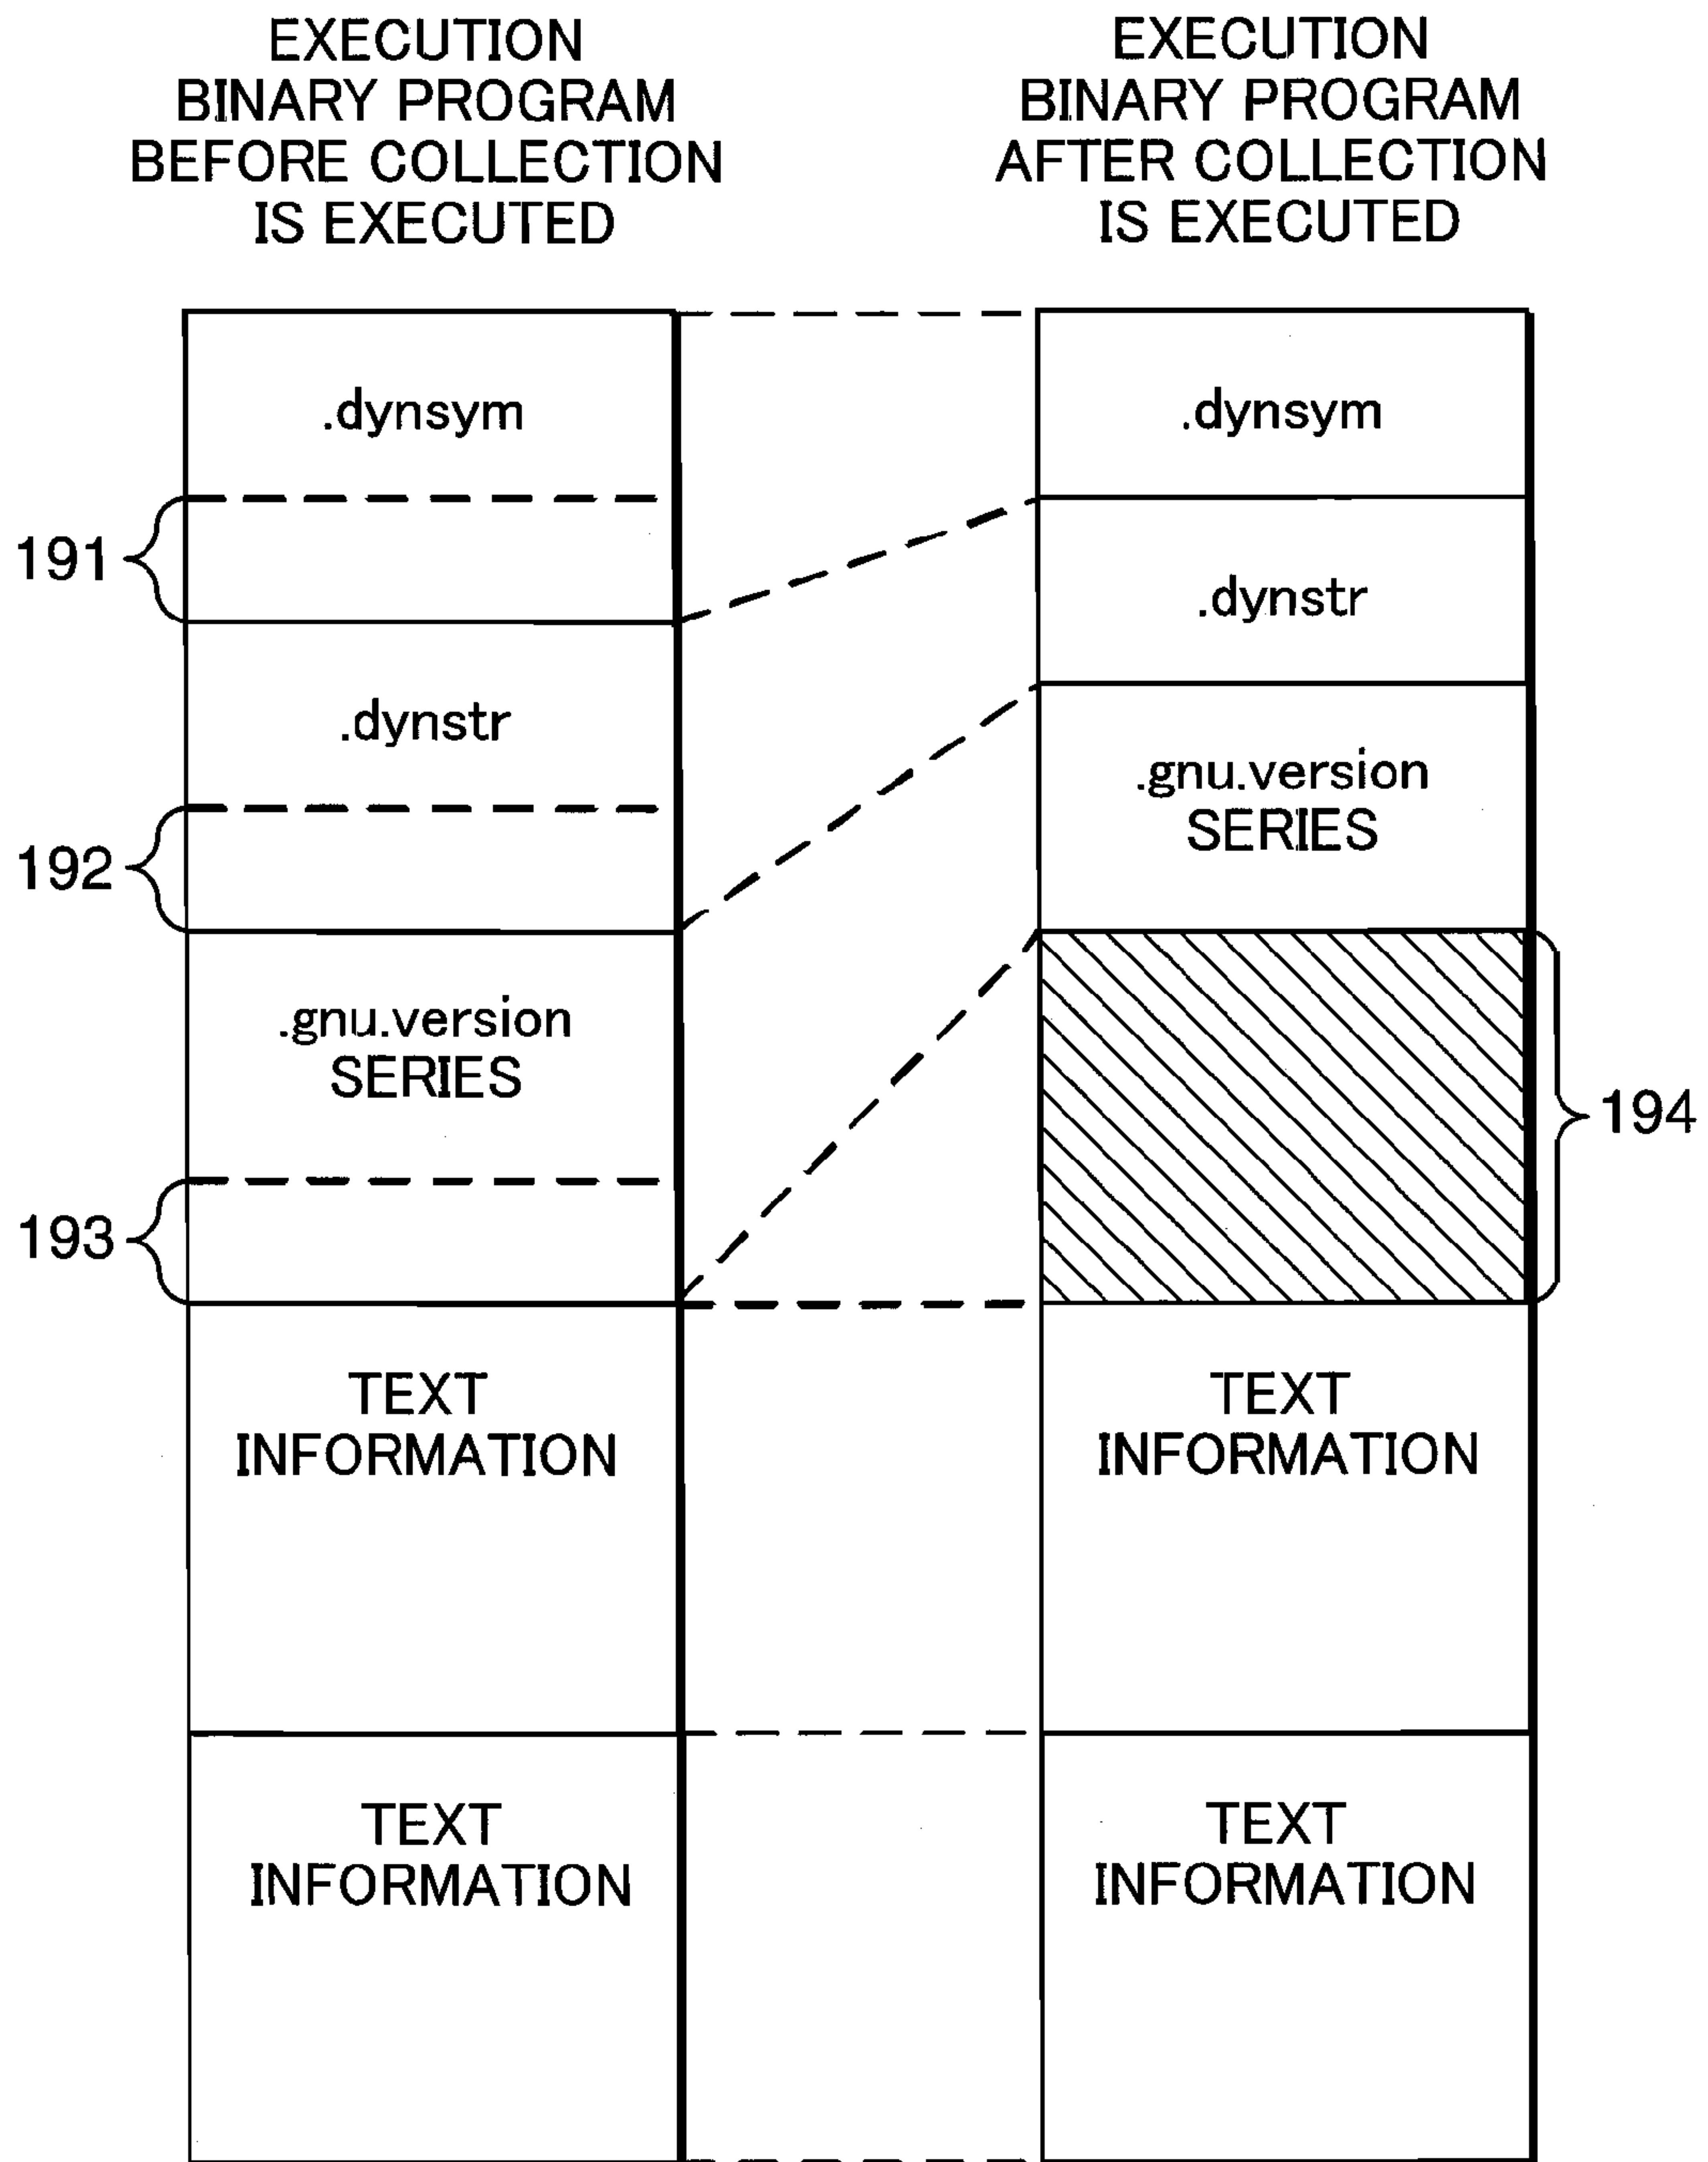 EXECUTION
BINARY PROGRAM
BEFORE COLLECTION
IS EXECUTED
EXECUTION
BINARY PROGRAM
AFTER COLLECTION
IS EXECUTED
.dynsym
191
.dynstr
192
.gnu.version
SERIES
193
TEXT
INFORMATION
TEXT
INFORMATION
.dynsym
.dynstr
.gnu.version
SERIES
194
TEXT
INFORMATION
TEXT
INFORMATION